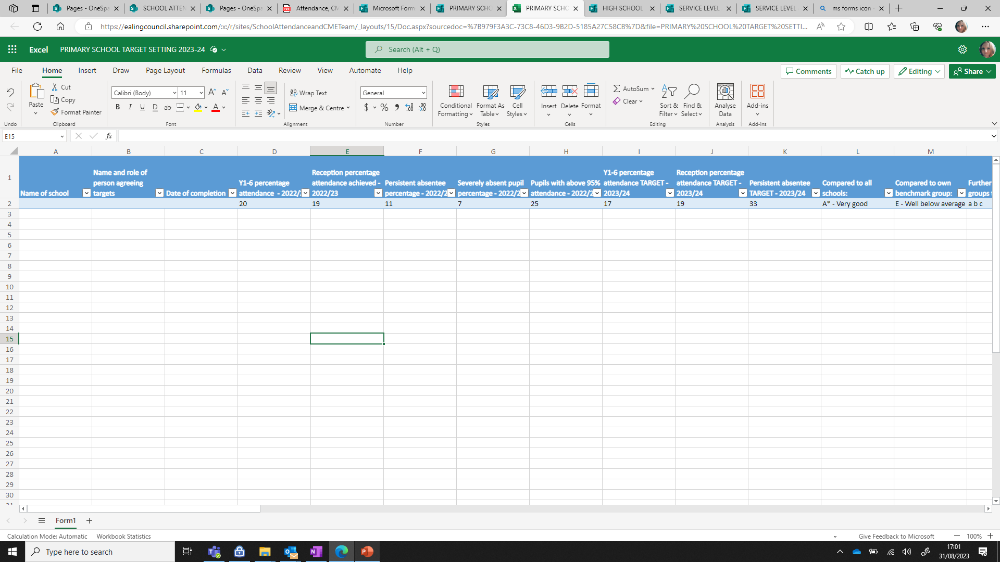 Pages - OneSpa
SCHOOL ATTEN
Pages - OneSpa
Attendance, CM
Microsoft Form
PRIMARY SCHO
PRIMARY SCHO
HIGH SCHOOL
SERVICE LEVEL
SERVICE LEVEL
ms forms icon -
https://ealingcouncil.sharepoint.com/:x:/r/sites/SchoolAttendanceandCMETeam/_layouts/15/Doc.aspx?sourcedoc=%7B979F3A3C-73C8-46D3-9B2D-5185A27C58CB%7D&file=PRIMARY%20SCHOOL%20TARGET%20SETTI...
Excel PRIMARY SCHOOL TARGET SETTING 2023-24
Search (Alt + Q)
File Home Insert Draw Page Layout Formulas Data Review View Automate Help
Comments Catch up Editing Share
Cut
Copy
Format Painter
Paste
Calibri (Body) 11
B I U D ab
Wrap Text
Merge & Centre
General
$ % 9 .00
Conditional Formatting
Format As Table
Cell Styles
Insert Delete Format
AutoSum
Clear
Sort & Filter
Find & Select
Analyse Data
Add-ins
Undo Clipboard Font Alignment Number Styles Cells Editing Analysis Add-ins
E15 fx
A B C D E F G H I J K L M
1
Name of school
Name and role of
person agreeing
targets
Date of completion
Y1-6 percentage
attendance - 2022/
Reception percentage
attendance achieved -
2022/23
Persistent absentee
percentage - 2022/2
Severely absent pupil
percentage - 2022/2
Pupils with above 95%
attendance - 2022/2
Y1-6 percentage
attendance TARGET -
2023/24
Reception percentage
attendance TARGET -
2023/24
Persistent absentee
TARGET - 2023/24
Compared to all
schools:
Compared to own
benchmark group:
Further
groups t
2 20 19 11 7 25 17 19 33 A* - Very good E - Well below average a b c
3
4
5
6
7
8
9
10
11
12
13
14
15
16
17
18
19
20
21
22
23
24
25
26
27
28
29
30
Form1
Calculation Mode: Automatic Workbook Statistics
Give Feedback to Microsoft 100%
Type here to search
17:01
31/08/2023